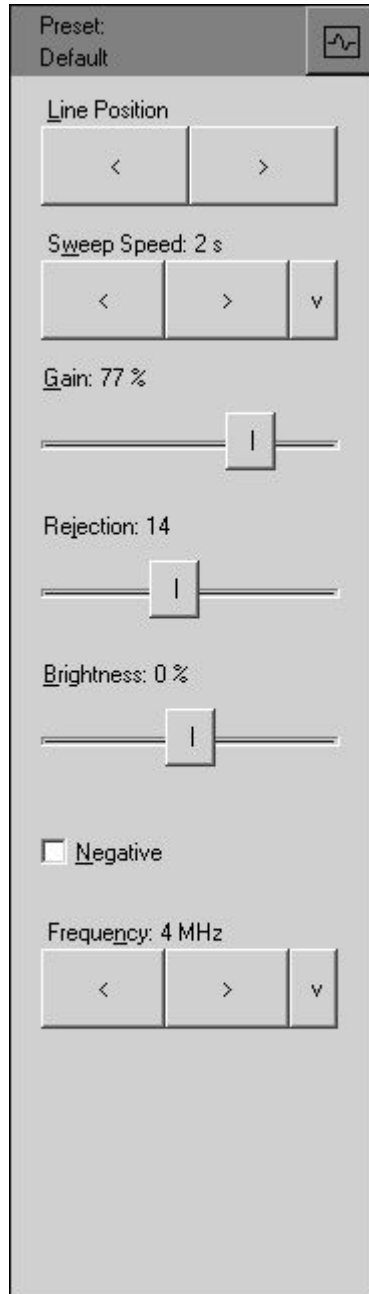 Preset:
Default
Line Position
< >
Sweep Speed: 2 s
< > v
Gain: 77 %
Rejection: 14
Brightness: 0 %
Negative
Frequency: 4 MHz
< > v